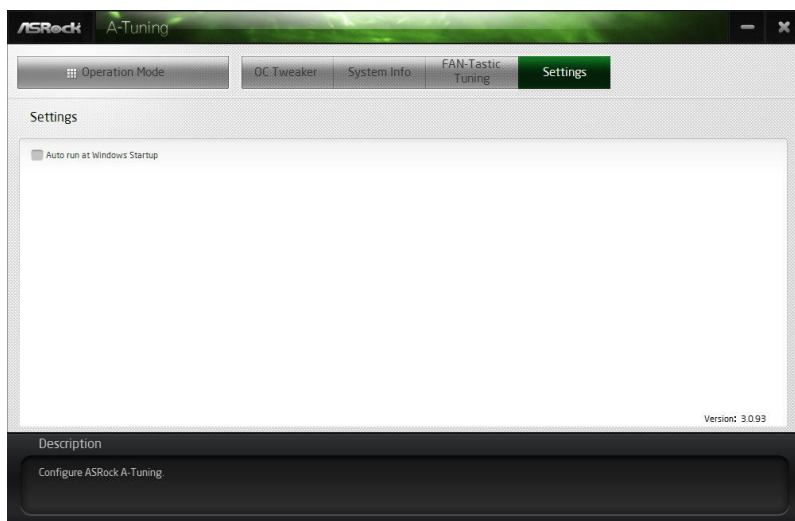 ASRock A-Tuning
Operation Mode
OC Tweaker
System Info
FAN-Tastic
Tuning
Settings
Settings
Auto run at Windows Startup
Version: 3.0.93
Description
Configure ASRock A-Tuning.